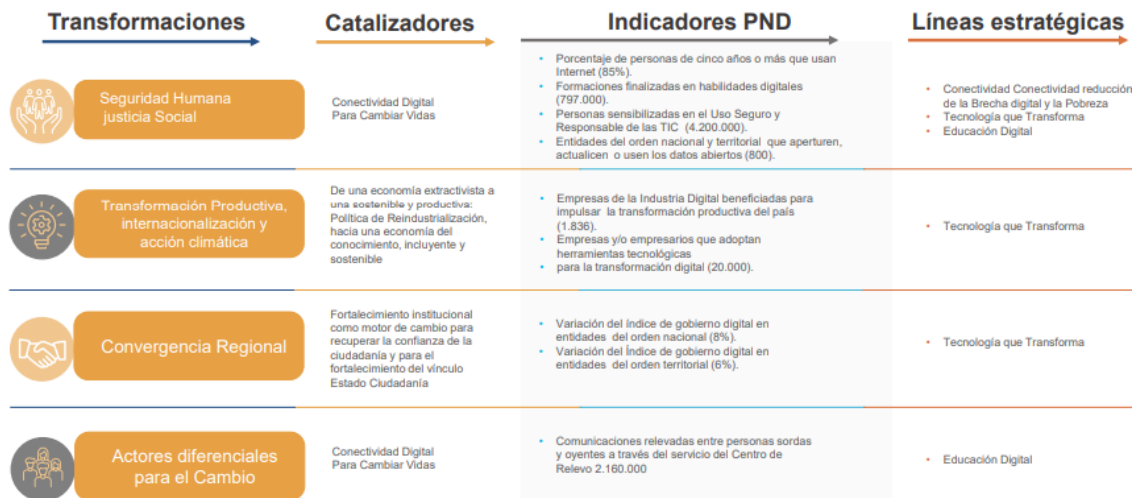 Transformaciones
Catalizadores
Indicadores PND
Líneas estratégicas
Seguridad Humana
justicia Social
Conectividad Digital
Para Cambiar Vidas
• Porcentaje de personas de cinco años o más que usan
Internet (85%).
• Formaciones finalizadas en habilidades digitales
(797.000).
• Personas sensibilizadas en el Uso Seguro y
Responsable de las TIC (4.200.000).
• Entidades del orden nacional y territorial que aperturen,
actualicen o usen los datos abiertos (800).
• Conectividad Conectividad reducción
de la Brecha digital y la Pobreza
• Tecnología que Transforma
• Educación Digital
Transformación Productiva,
internacionalización y
acción climática
De una economía extractivista a
una sostenible y productiva:
Política de Reindustrialización,
hacia una economía del
conocimiento, incluyente y
sostenible
• Empresas de la Industria Digital beneficiadas para
impulsar la transformación productiva del país
(1.836).
• Empresas y/o empresarios que adoptan
herramientas tecnológicas
• para la transformación digital (20.000).
• Tecnología que Transforma
Convergencia Regional
Fortalecimiento institucional
como motor de cambio para
recuperar la confianza de la
ciudadanía y para el
fortalecimiento del vínculo
Estado Ciudadanía
• Variación del índice de gobierno digital en
entidades del orden nacional (8%).
• Variación del Índice de gobierno digital en
entidades del orden territorial (6%).
• Tecnología que Transforma
Actores diferenciales
para el Cambio
Conectividad Digital
Para Cambiar Vidas
• Comunicaciones relevadas entre personas sordas
y oyentes a través del servicio del Centro de
Relevo 2.160.000
• Educación Digital